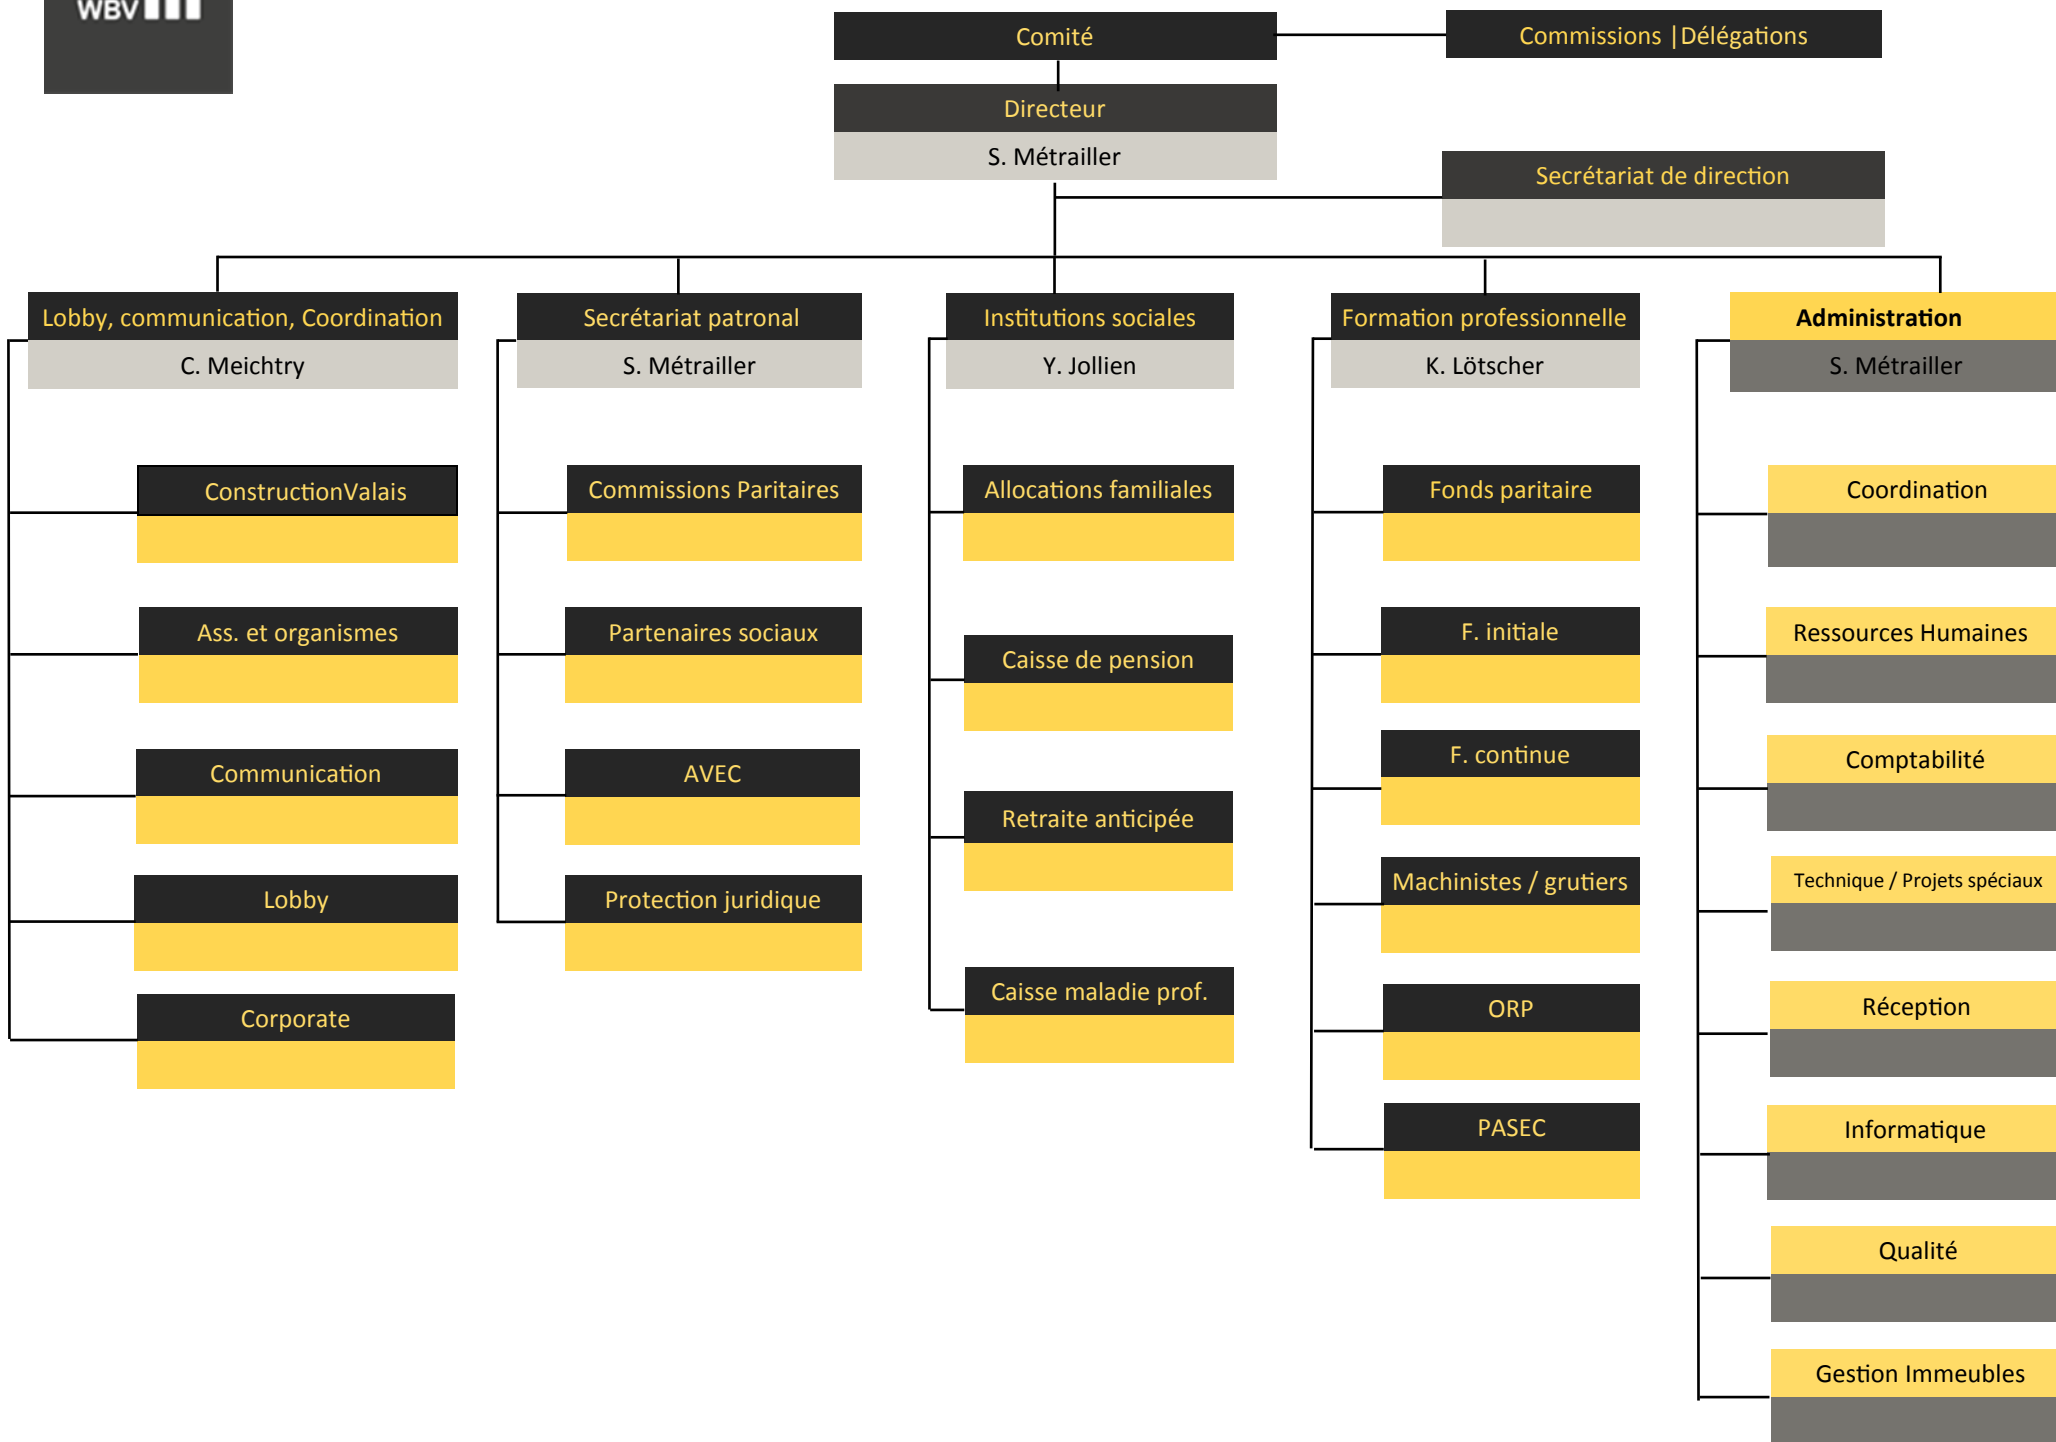 WBV
Comité
Commissions |Délégations
Directeur
S. Métrailler
Secrétariat de direction
Lobby, communication, Coordination
C. Meichtry
ConstructionValais
Ass. et organismes
Communication
Lobby
Corporate
Secrétariat patronal
S. Métrailler
Commissions Paritaires
Partenaires sociaux
AVEC
Protection juridique
Institutions sociales
Y. Jollien
Allocations familiales
Caisse de pension
Retraite anticipée
Caisse maladie prof.
Formation professionnelle
K. Lötscher
Fonds paritaire
F. initiale
F. continue
Machinistes / grutiers
ORP
PASEC
Administration
S. Métrailler
Coordination
Ressources Humaines
Comptabilité
Technique / Projets spéciaux
Réception
Informatique
Qualité
Gestion Immeubles